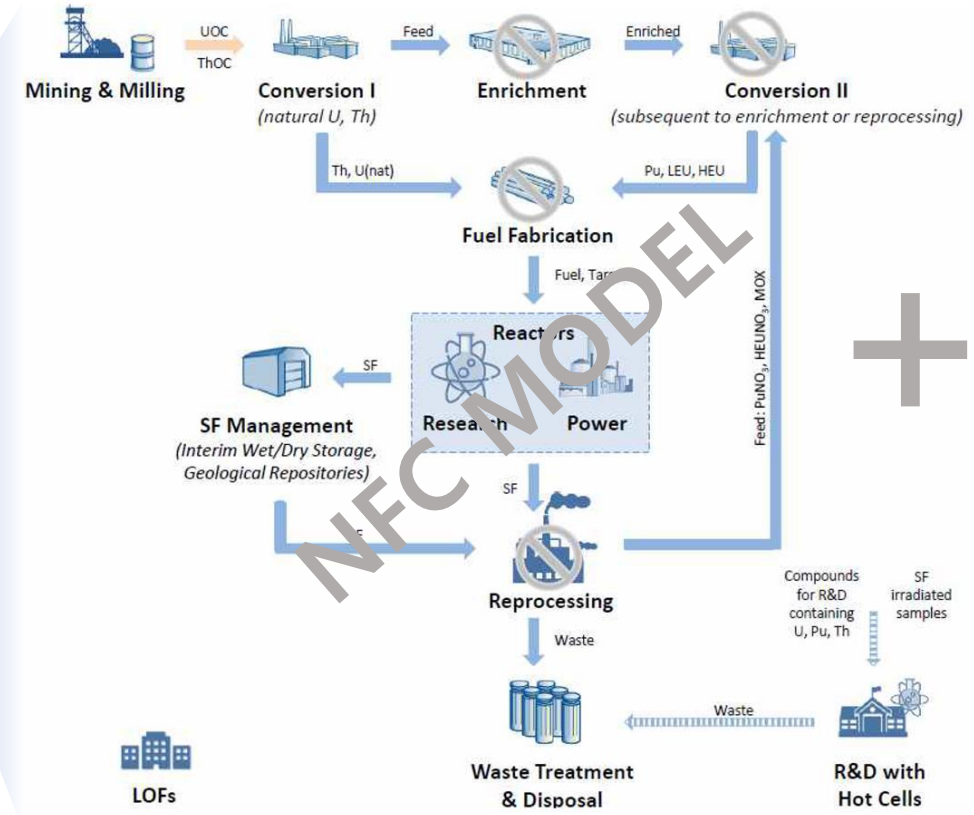 UOC
Feed
Enriched
ThOC
Mining & Milling
Conversion I
Enrichment
Conversion II
(natural U, Th)
(subsequent to enrichment or reprocessing)
Th, U(nat)
Pu, LEU, HEU
Fuel Fabrication
Fuel,
Reactors
SF
Research
Power
SF Management
(Interim Wet/Dry Storage,
Geological Repositories)
SF
Feed: PuNO3, HEUNO3, MOX
NFC MODEL
Reprocessing
Compounds
for R&D
containing
U, Pu, Th
SF
irradiated
samples
Waste
Waste
LOFs
Waste Treatment
& Disposal
R&D with
Hot Cells